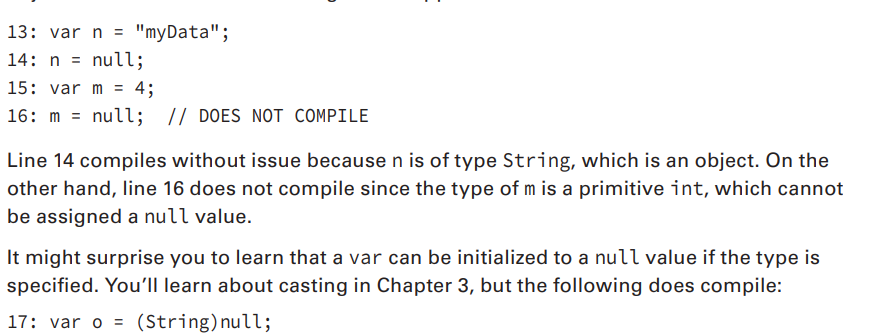 13: var n = "myData";
14: n = null;
15: var m = 4;
16: m = null;  // DOES NOT COMPILE
Line 14 compiles without issue because n is of type String, which is an object. On the
other hand, line 16 does not compile since the type of m is a primitive int, which cannot
be assigned a null value.
It might surprise you to learn that a var can be initialized to a null value if the type is
specified. You’ll learn about casting in Chapter 3, but the following does compile:
17: var o = (String)null;